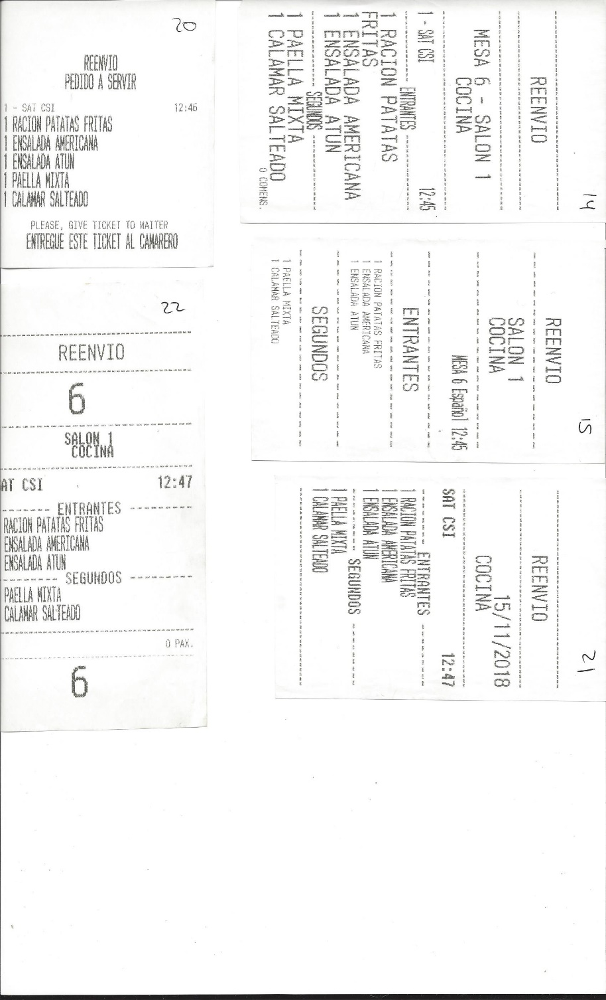 20
REENVIO
PEDIDO A SERVIR
1 - SAT CSI 12:46
1 RACION PATATAS FRITAS
1 ENSALADA AMERICANA
1 ENSALADA ATUN
1 PAELLA MIXTA
1 CALAMAR SALTEADO
PLEASE, GIVE TICKET TO WAITER
ENTREGUE ESTE TICKET AL CAMARERO
22
REENVIO
6
SALON 1
COCINA
AT CSI 12:47
ENTRANTES
RACION PATATAS FRITAS
ENSALADA AMERICANA
ENSALADA ATUN
SEGUNDOS
PAELLA MIXTA
CALAMAR SALTEADO
0 PAX.
6
14
REENVIO
MESA 6 - SALON 1
COCINA
1 - SAT CSI 12:45
ENTRANTES
1 RACION PATATAS
FRITAS
1 ENSALADA AMERICANA
1 ENSALADA ATUN
SEGUNDOS
1 PAELLA MIXTA
1 CALAMAR SALTEADO
0 COMENS.
15
REENVIO
SALON 1
COCINA
MESA 6 Español 12:45
ENTRANTES
1 RACION PATATAS FRITAS
1 ENSALADA AMERICANA
1 ENSALADA ATUN
SEGUNDOS
1 PAELLA MIXTA
1 CALAMAR SALTEADO
21
REENVIO
15/11/2018
COCINA
SAT CSI 12:47
ENTRANTES
1 RACION PATATAS FRITAS
1 ENSALADA AMERICANA
1 ENSALADA ATUN
SEGUNDOS
1 PAELLA MIXTA
1 CALAMAR SALTEADO